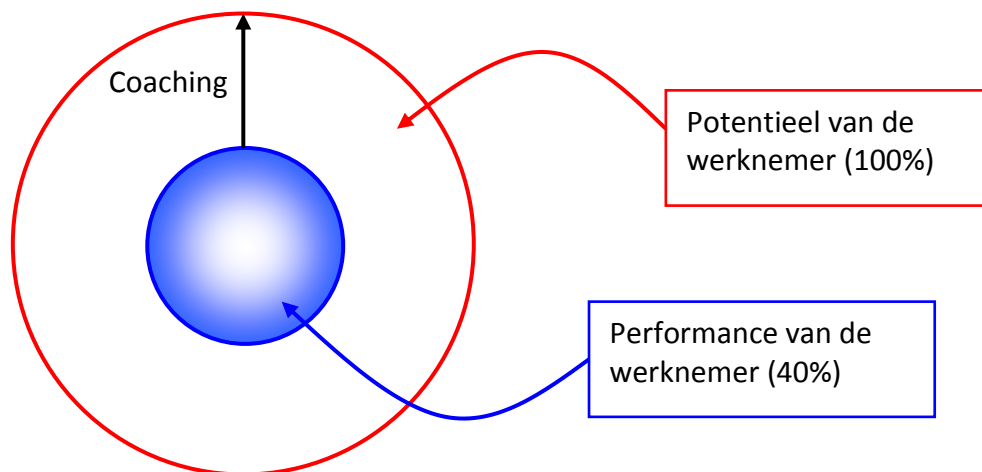 Coaching
Potentieel van de
werknemer (100%)
Performance van de
werknemer (40%)